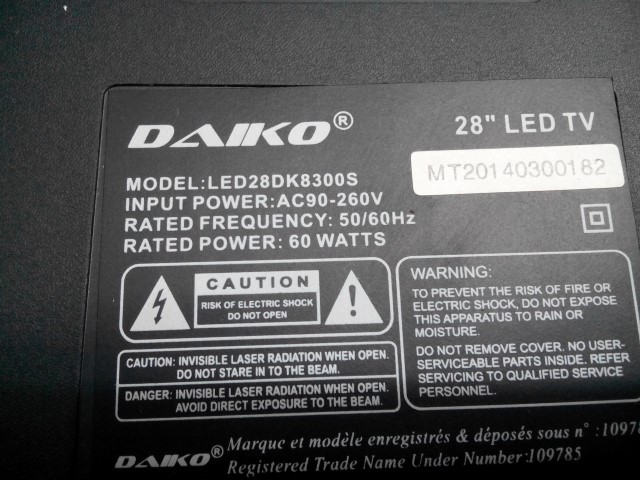 DAIKO®
28" LED TV
MT20140300182
MODEL:LED28DK8300S
INPUT POWER:AC90-260V
RATED FREQUENCY: 50/60Hz
RATED POWER: 60 WATTS
CAUTION
RISK OF ELECTRIC SHOCK
DO NOT OPEN
WARNING:
TO PREVENT THE RISK OF FIRE OR
ELECTRIC SHOCK, DO NOT EXPOSE
THIS APPARATUS TO RAIN OR
MOISTURE.
DO NOT REMOVE COVER. NO USER-
SERVICEABLE PARTS INSIDE. REFER
SERVICING TO QUALIFIED SERVICE
PERSONNEL.
CAUTION: INVISIBLE LASER RADIATION WHEN OPEN.
DO NOT STARE IN TO THE BEAM.
DANGER: INVISIBLE LASER RADIATION WHEN OPEN.
AVOID DIRECT EXPOSURE TO THE BEAM.
DAIKO®
Marque et modèle enregistrés & déposés sous n° :10978
Registered Trade Name Under Number:109785